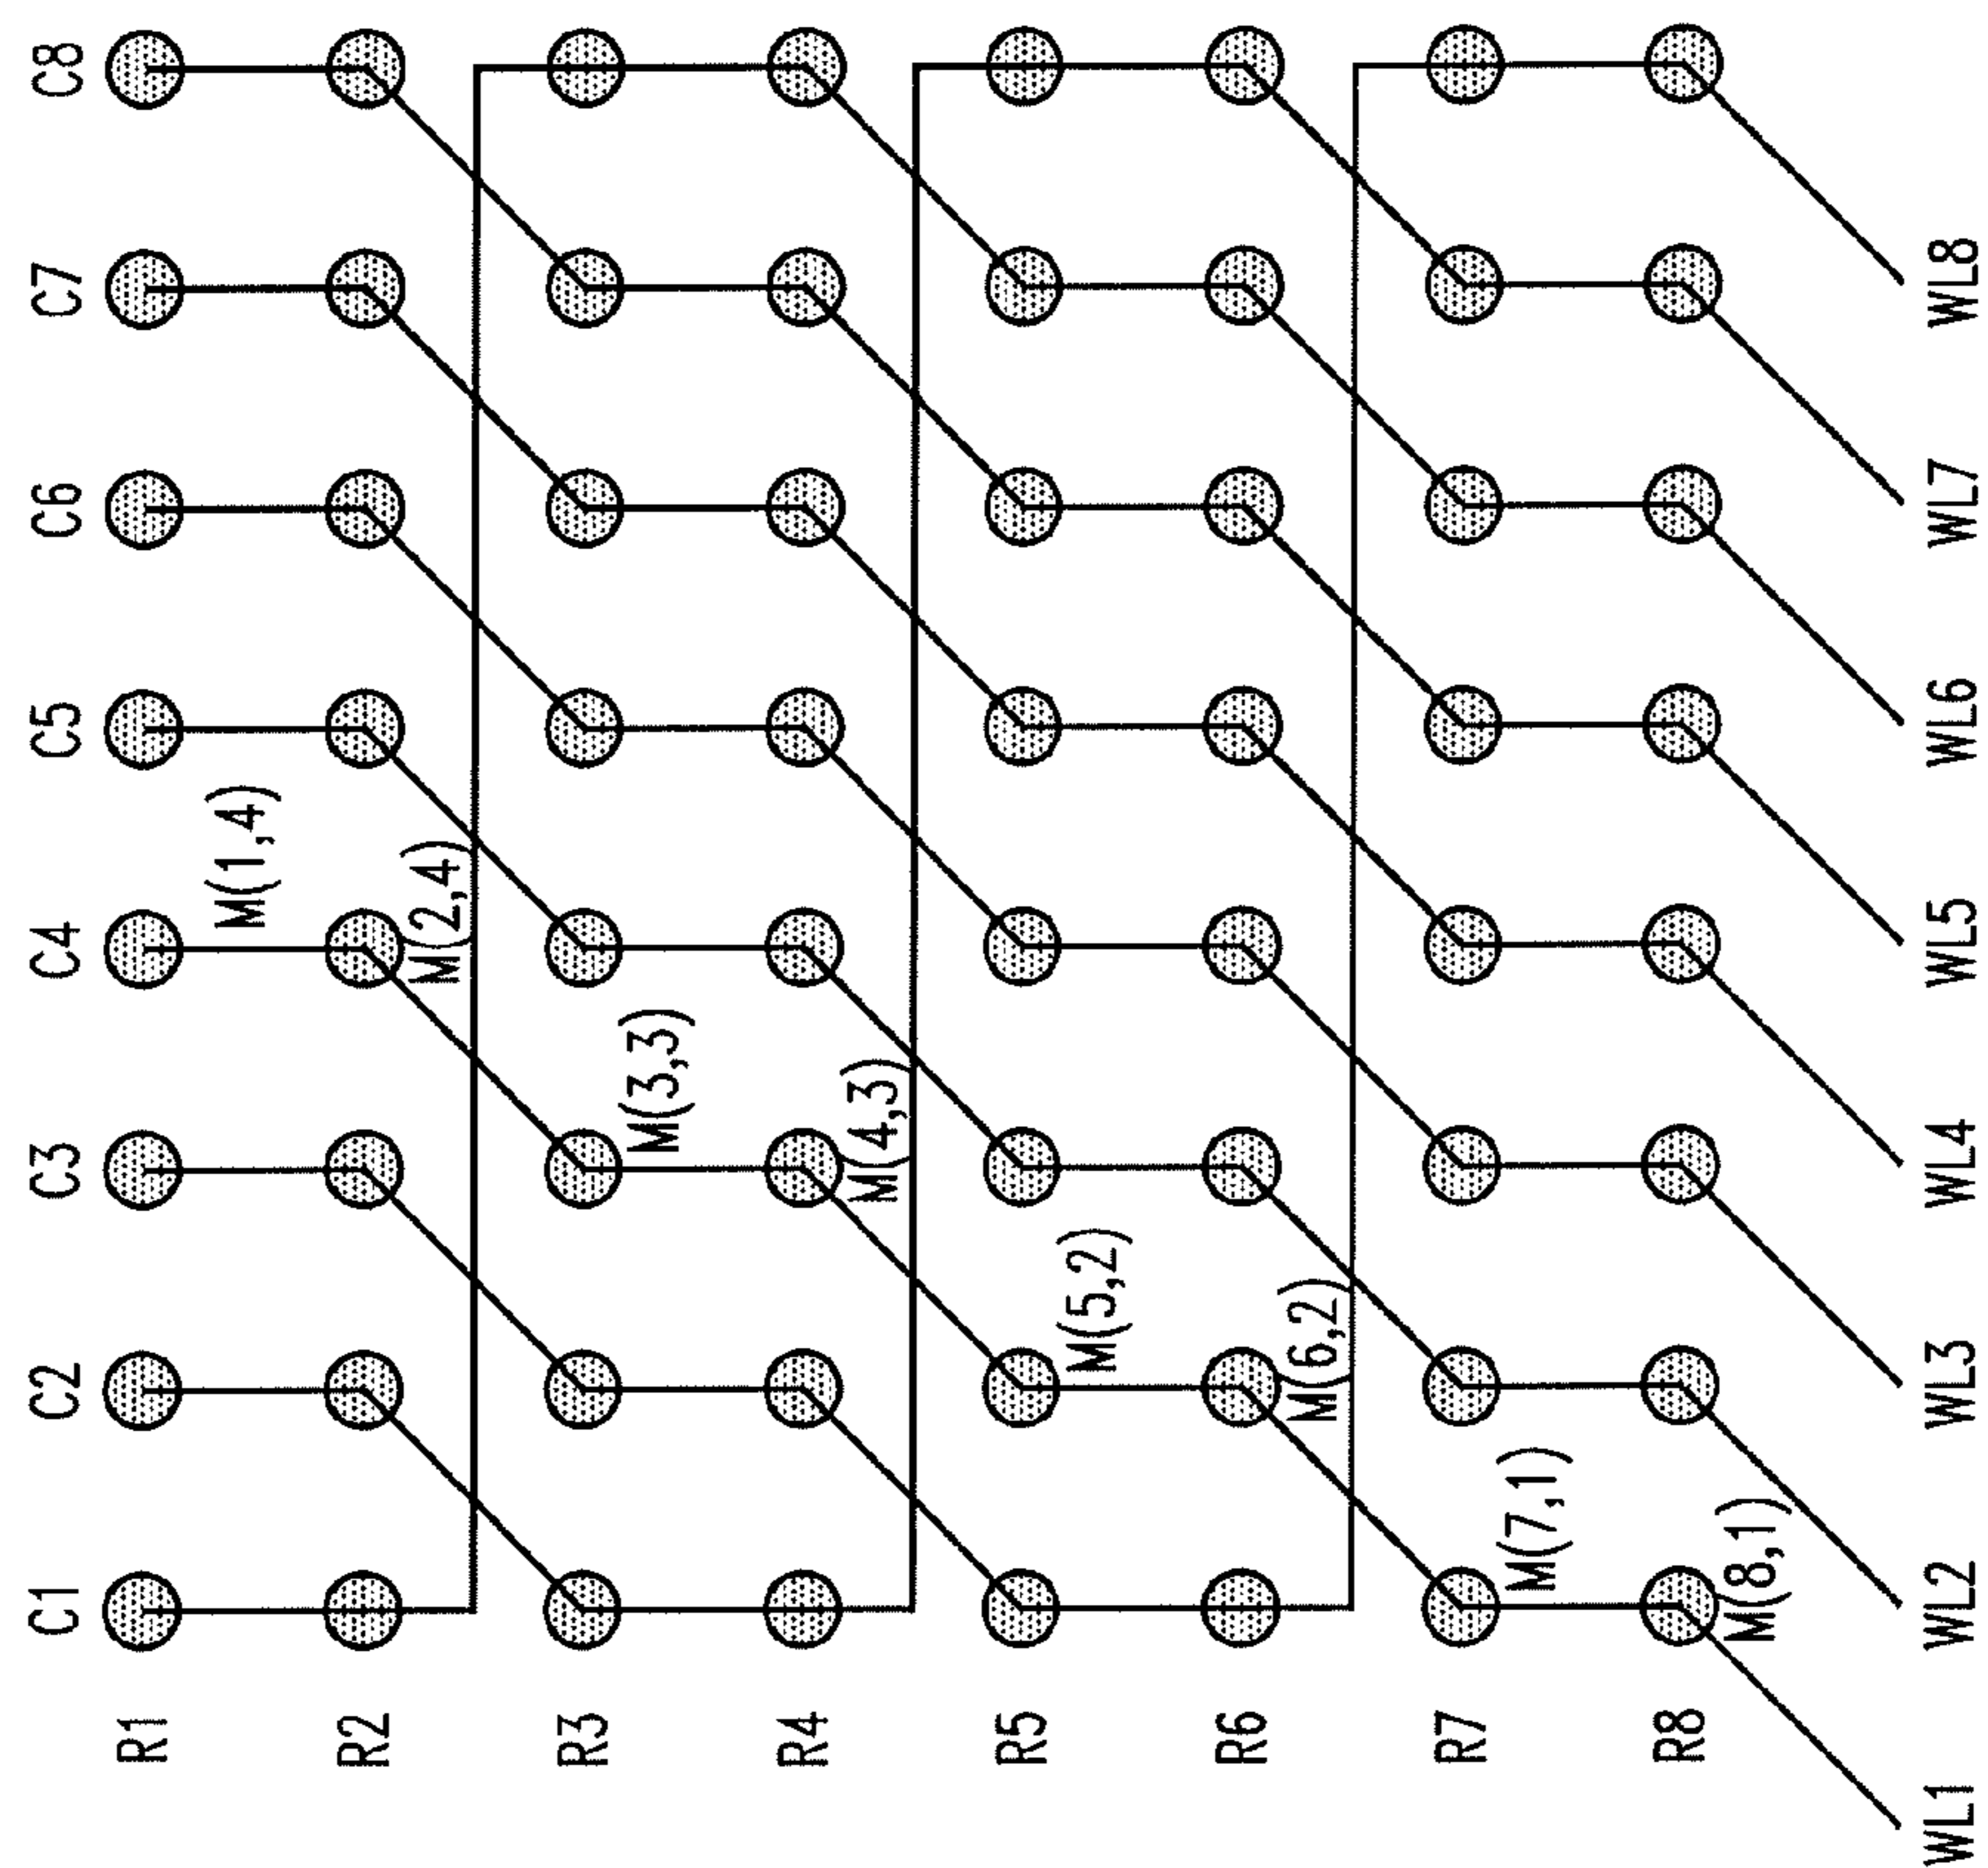 C1
C2
C3
C4
C5
C6
C7
C8
R1
M(1,4)
R2
M(2,4)
R3
M(3,3)
R4
M(4,3)
R5
M(5,2)
R6
M(6,2)
R7
M(7,1)
R8
M(8,1)
WL1
WL2
WL3
WL4
WL5
WL6
WL7
WL8